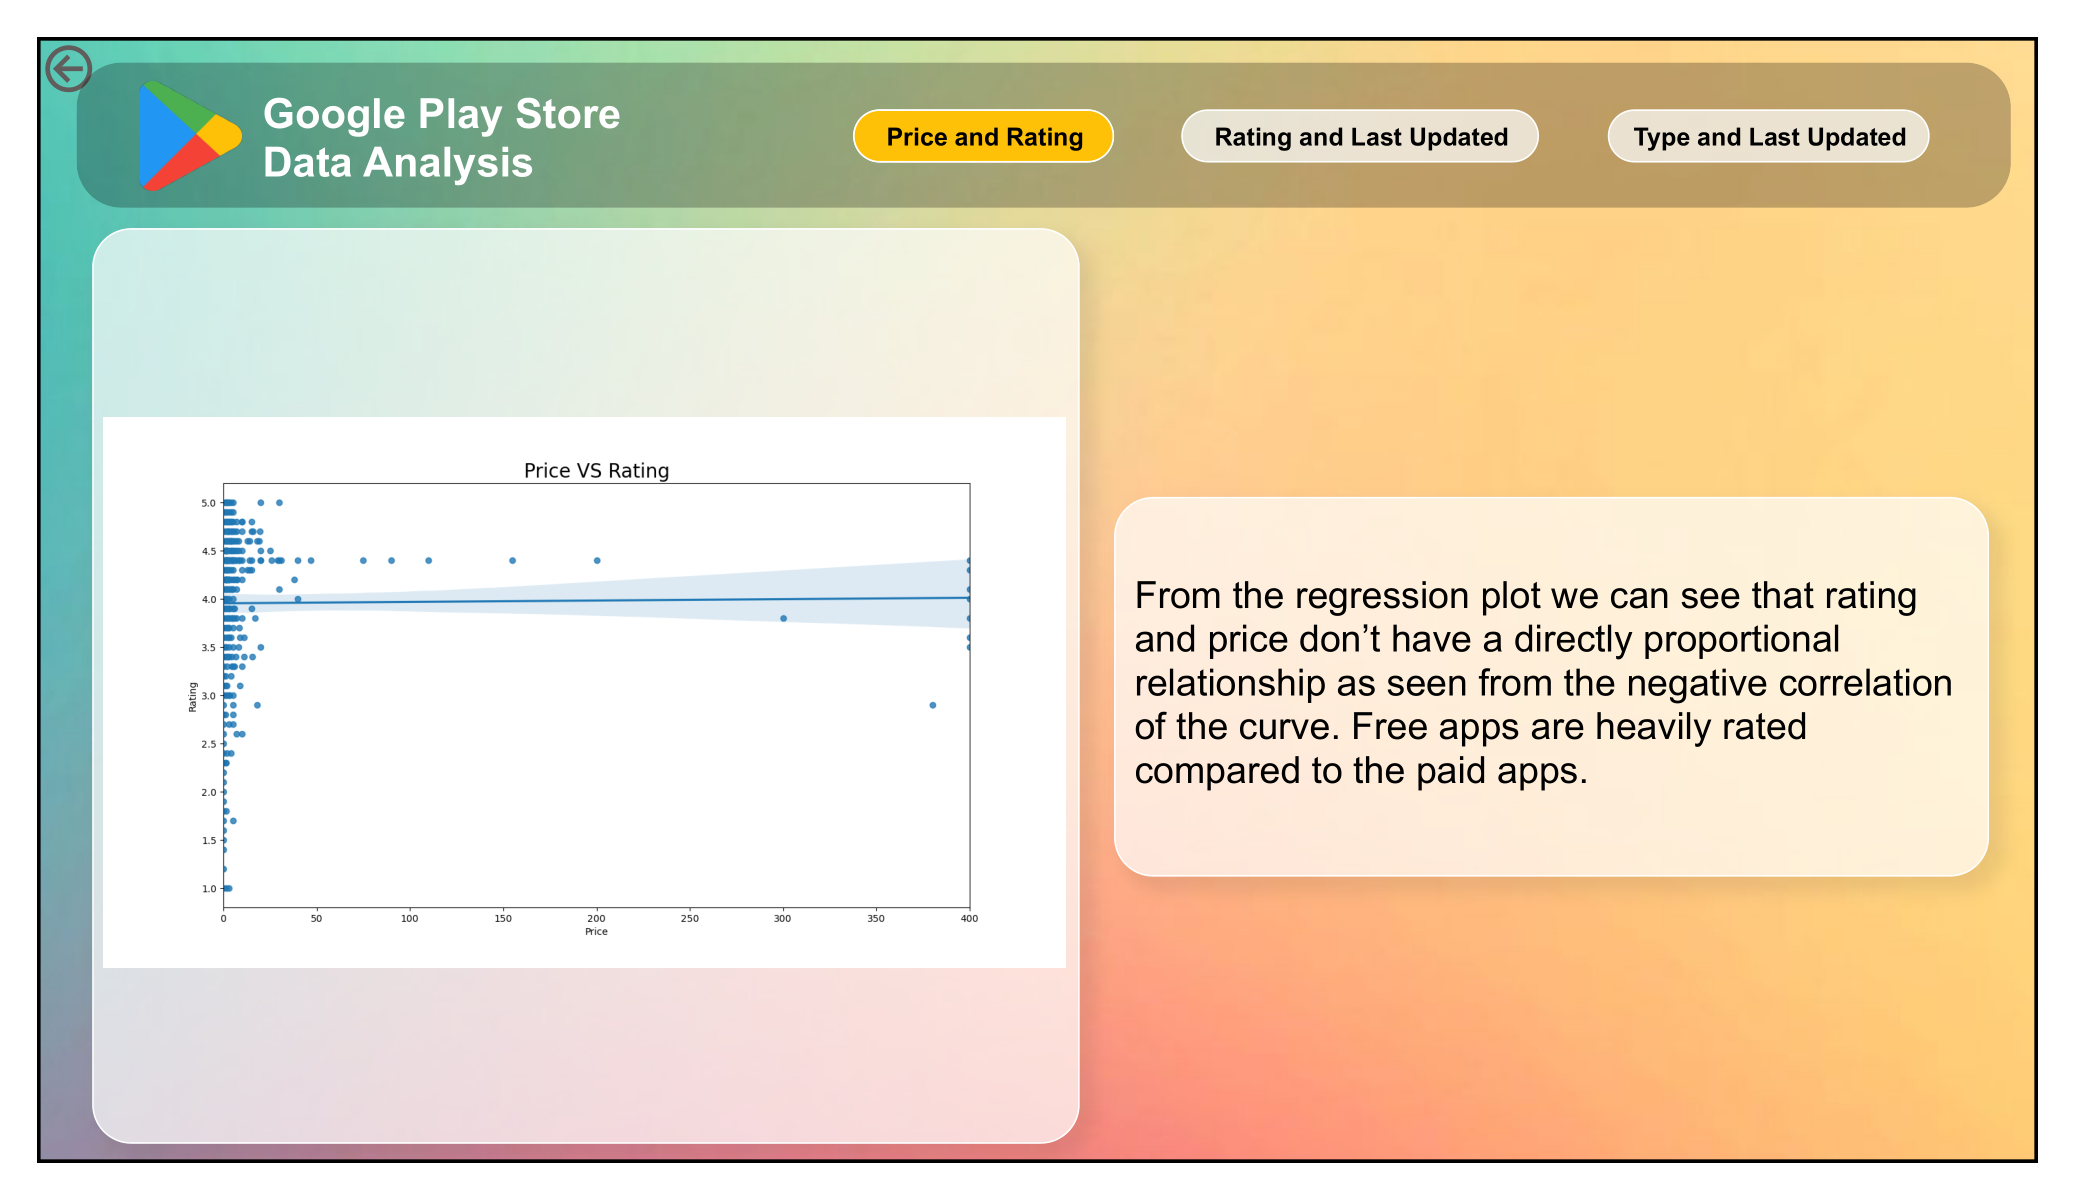 Google Play Store
Data Analysis
Price and Rating
Rating and Last Updated
Type and Last Updated
Price VS Rating
5.0
4.5
4.0
3.5
3.0
2.5
2.0
1.5
1.0
Rating
0
50
100
150
200
250
300
350
400
Price
From the regression plot we can see that rating
and price don’t have a directly proportional
relationship as seen from the negative correlation
of the curve. Free apps are heavily rated
compared to the paid apps.